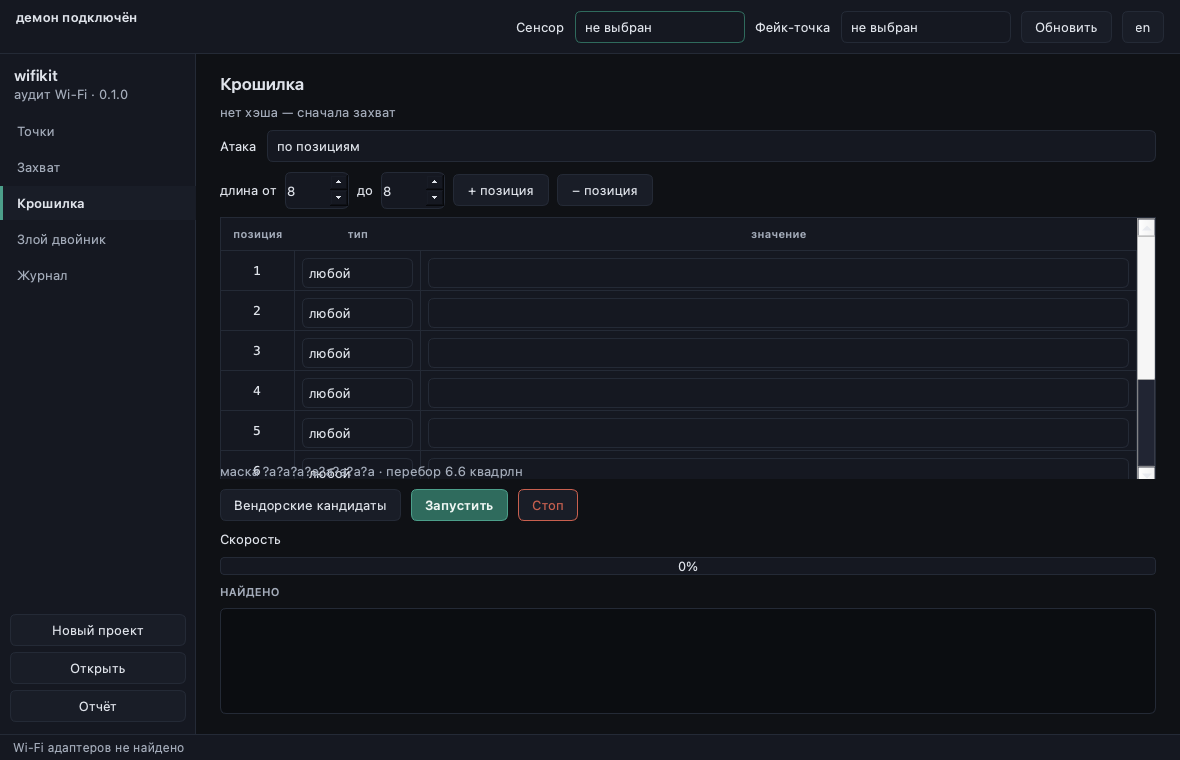 демон подключён
Сенсор не выбран Фейк-точка не выбран Обновить en
wifikit
аудит Wi-Fi · 0.1.0
Точки
Захват
Крошилка
Злой двойник
Журнал
Новый проект
Открыть
Отчёт
Крошилка
нет хэша — сначала захват
Атака по позициям
длина от 8 до 8 + позиция − позиция
позиция тип значение
1 любой
2 любой
3 любой
4 любой
5 любой
6 любой
маска ?a?a?a?a?a?a?a?a · перебор 6.6 квадрлн
Вендорские кандидаты Запустить Стоп
Скорость
0%
НАЙДЕНО
Wi-Fi адаптеров не найдено